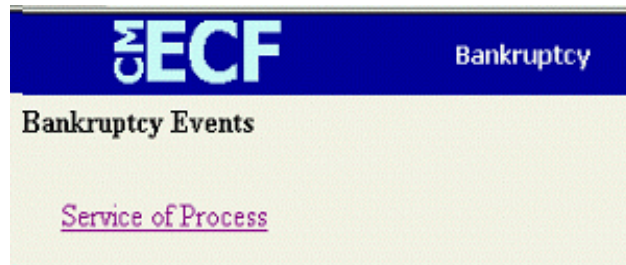 CM ECF Bankruptcy
Bankruptcy Events
Service of Process